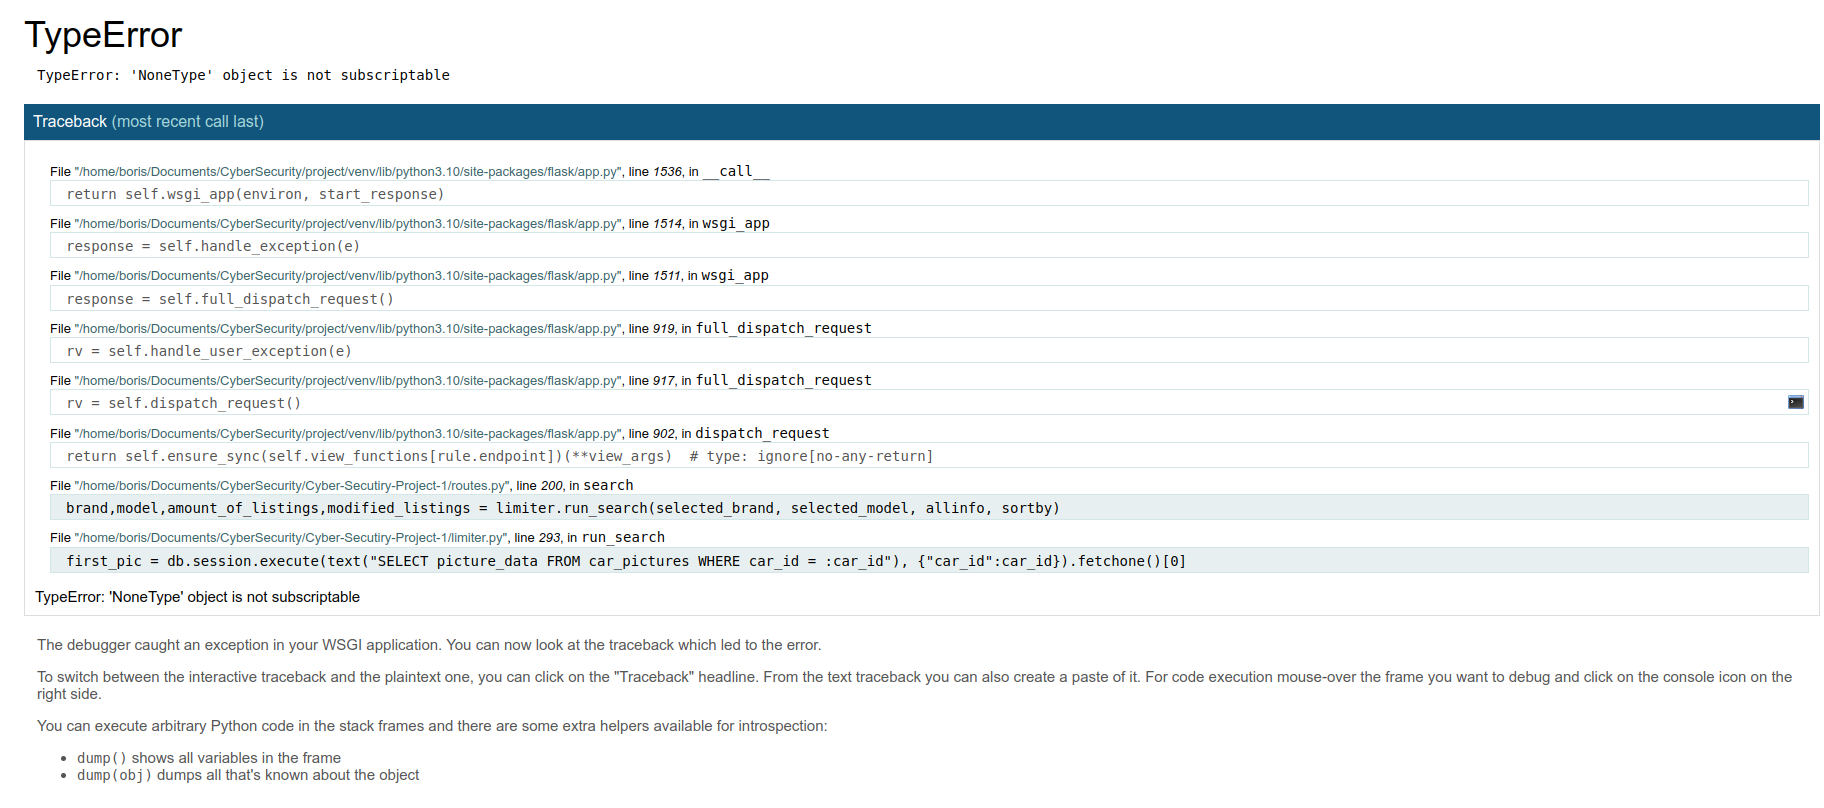 TypeError
TypeError: 'NoneType' object is not subscriptable
Traceback (most recent call last)
File "/home/boris/Documents/CyberSecurity/project/venv/lib/python3.10/site-packages/flask/app.py", line 1536, in __call__
return self.wsgi_app(environ, start_response)
File "/home/boris/Documents/CyberSecurity/project/venv/lib/python3.10/site-packages/flask/app.py", line 1514, in wsgi_app
response = self.handle_exception(e)
File "/home/boris/Documents/CyberSecurity/project/venv/lib/python3.10/site-packages/flask/app.py", line 1511, in wsgi_app
response = self.full_dispatch_request()
File "/home/boris/Documents/CyberSecurity/project/venv/lib/python3.10/site-packages/flask/app.py", line 919, in full_dispatch_request
rv = self.handle_user_exception(e)
File "/home/boris/Documents/CyberSecurity/project/venv/lib/python3.10/site-packages/flask/app.py", line 917, in full_dispatch_request
rv = self.dispatch_request()
File "/home/boris/Documents/CyberSecurity/project/venv/lib/python3.10/site-packages/flask/app.py", line 902, in dispatch_request
return self.ensure_sync(self.view_functions[rule.endpoint])(**view_args)  # type: ignore[no-any-return]
File "/home/boris/Documents/CyberSecurity/Cyber-Secutiry-Project-1/routes.py", line 200, in search
brand,model,amount_of_listings,modified_listings = limiter.run_search(selected_brand, selected_model, allinfo, sortby)
File "/home/boris/Documents/CyberSecurity/Cyber-Secutiry-Project-1/limiter.py", line 293, in run_search
first_pic = db.session.execute(text("SELECT picture_data FROM car_pictures WHERE car_id = :car_id"), {"car_id":car_id}).fetchone()[0]
TypeError: 'NoneType' object is not subscriptable
The debugger caught an exception in your WSGI application. You can now look at the traceback which led to the error.
To switch between the interactive traceback and the plaintext one, you can click on the "Traceback" headline. From the text traceback you can also create a paste of it. For code execution mouse-over the frame you want to debug and click on the console icon on the
right side.
You can execute arbitrary Python code in the stack frames and there are some extra helpers available for introspection:
• dump() shows all variables in the frame
• dump(obj) dumps all that's known about the object